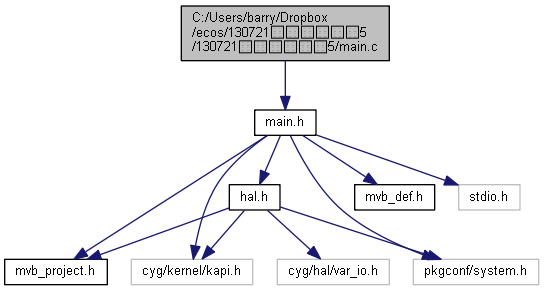 C:/Users/barry/Dropbox
/ecos/130721□□□□□□5
/130721□□□□□□5/main.c
main.h
hal.h
mvb_def.h
stdio.h
mvb_project.h
cyg/kernel/kapi.h
cyg/hal/var_io.h
pkgconf/system.h